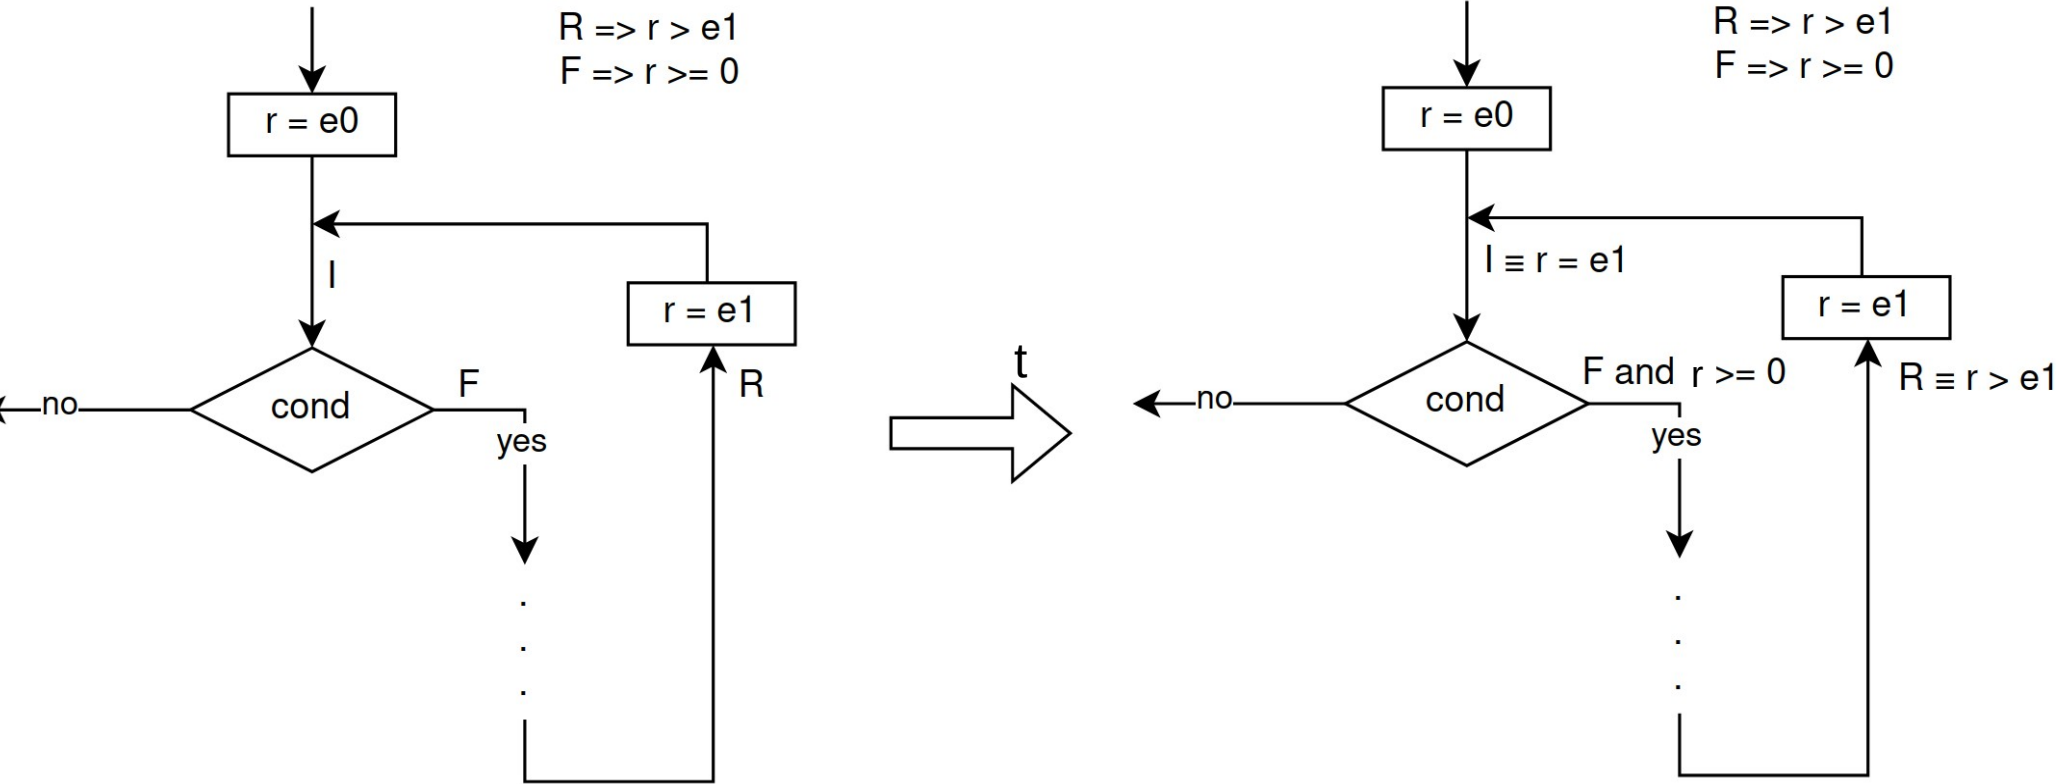 R => r > e1
F => r >= 0
r = e0
I
r = e1
F
R
cond
no
yes
.
.
.
t
R => r > e1
F => r >= 0
r = e0
I ≡ r = e1
r = e1
F and r >= 0
R ≡ r > e1
cond
no
yes
.
.
.